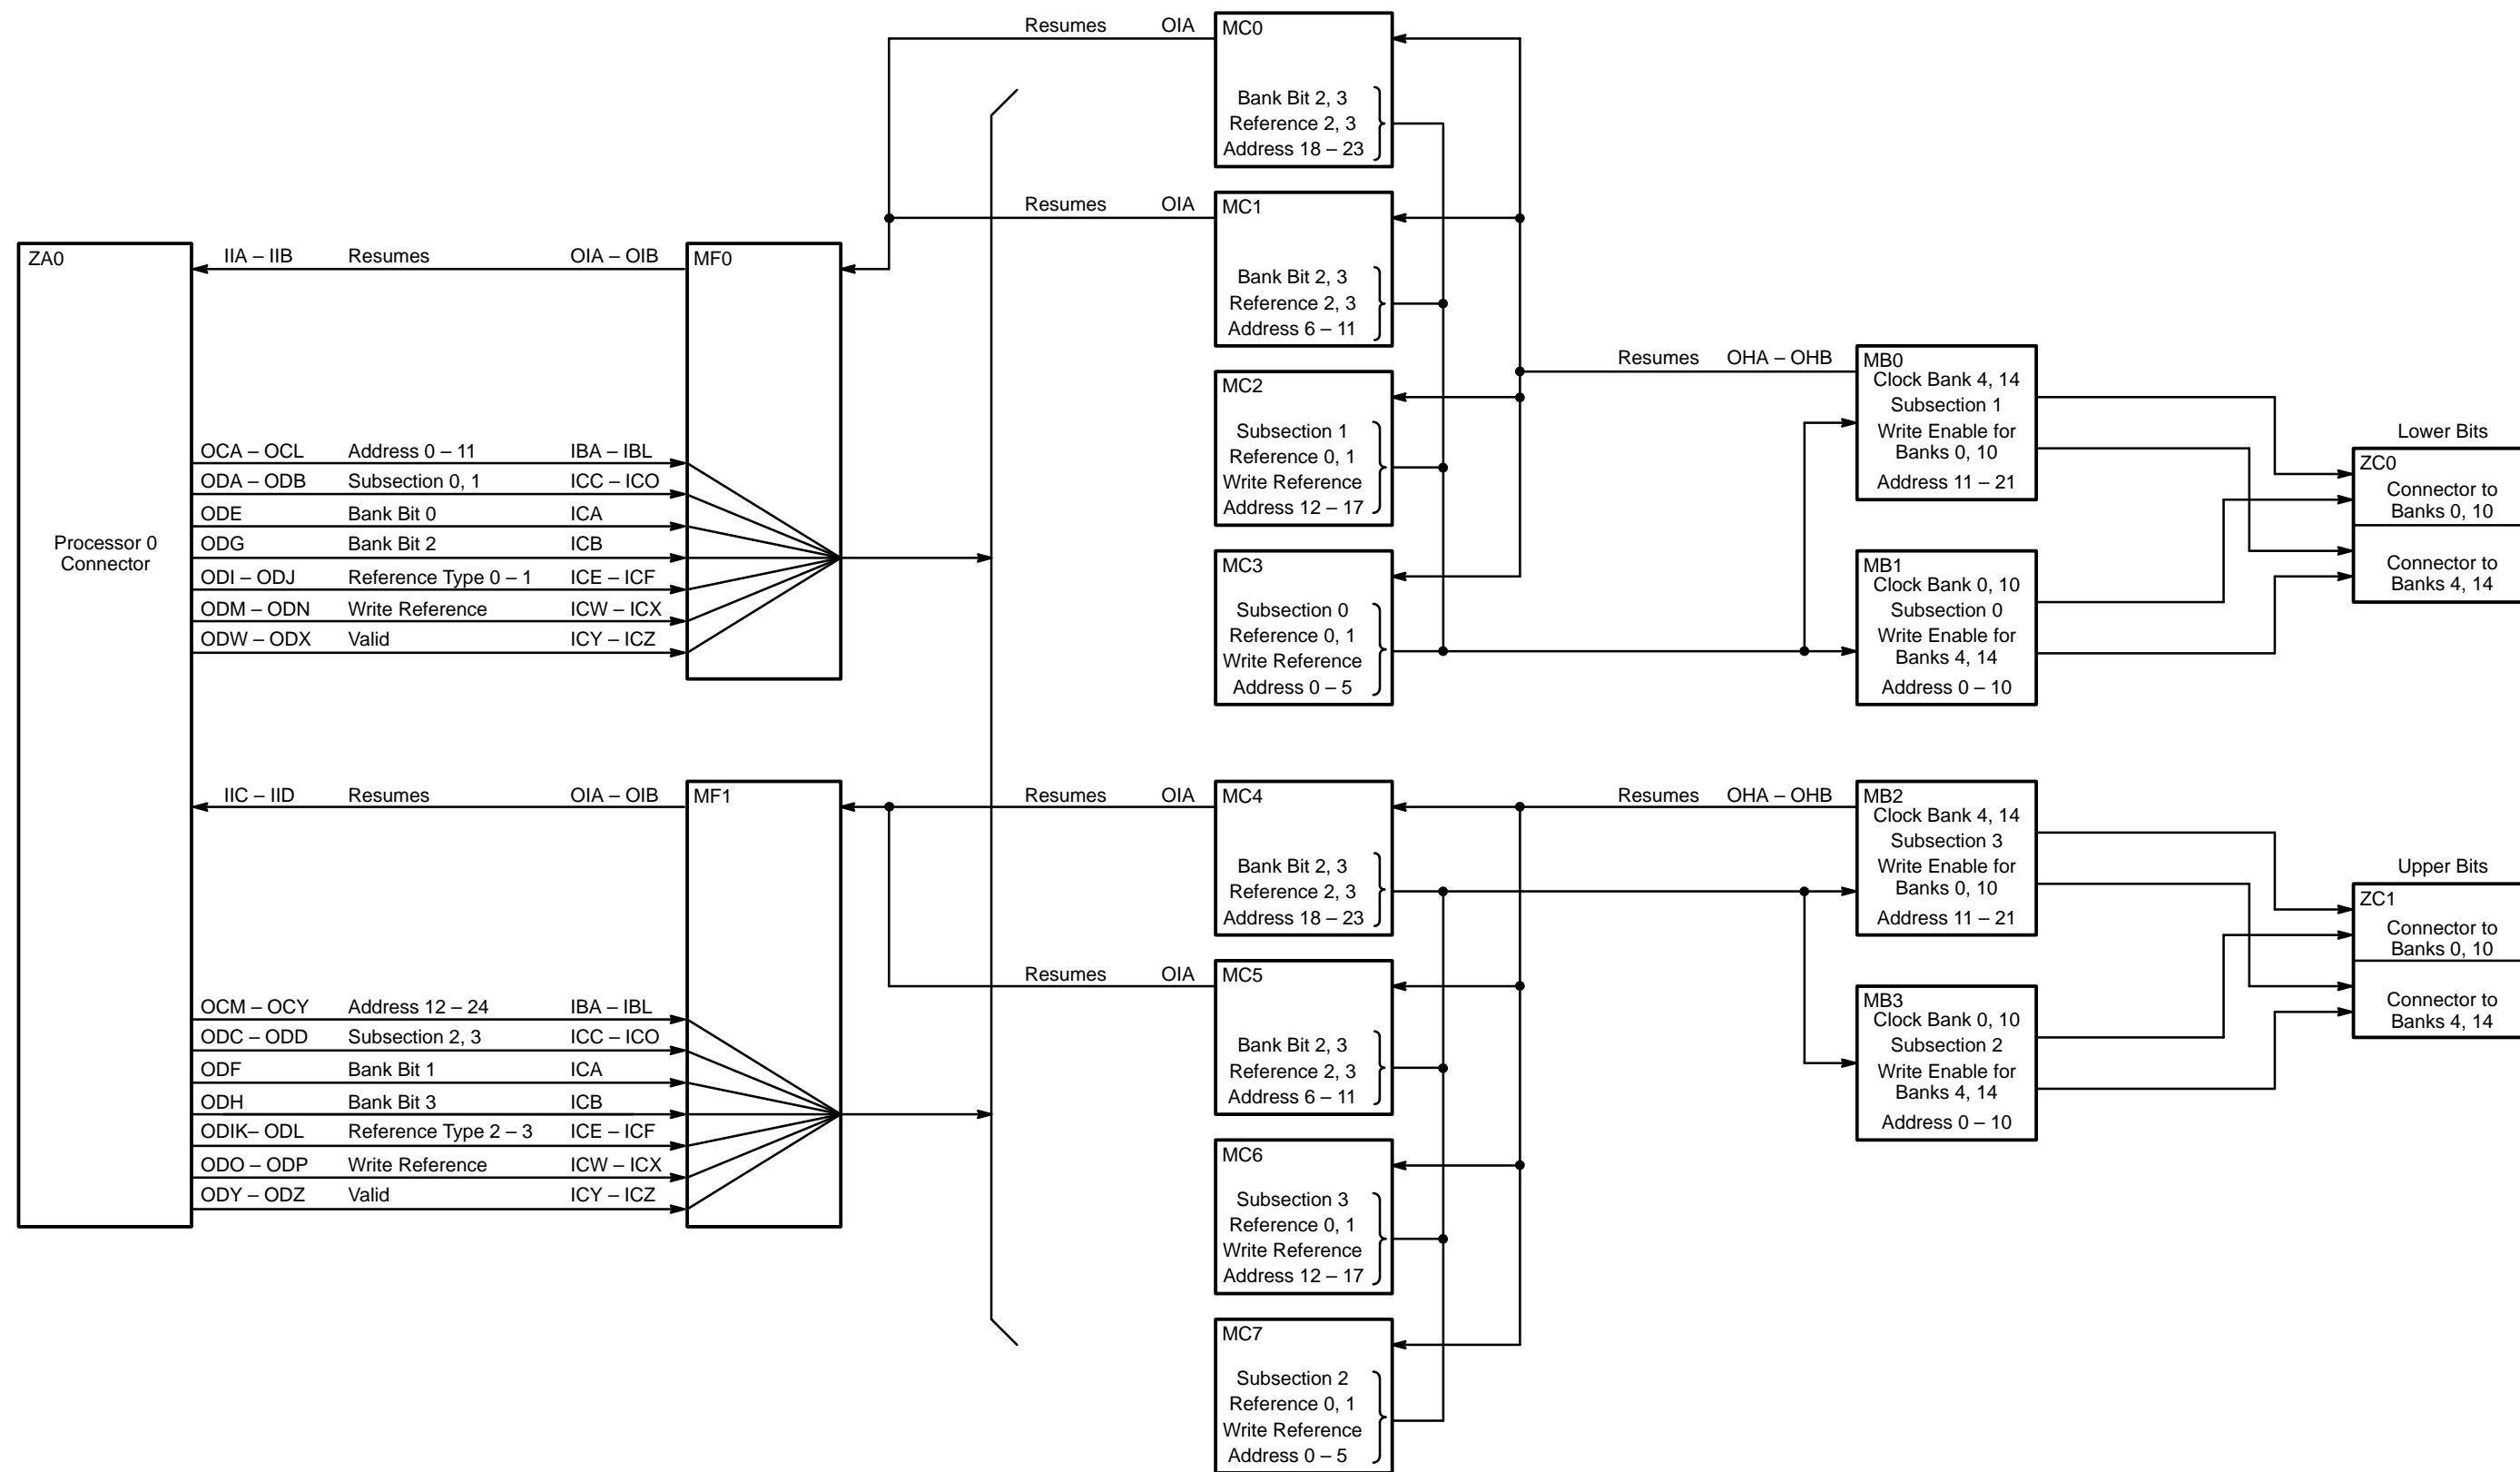 Resumes OIA
MC0
Bank Bit 2, 3
Reference 2, 3
Address 18 – 23
Resumes OIA
MC1
Bank Bit 2, 3
Reference 2, 3
Address 6 – 11
MC2
Subsection 1
Reference 0, 1
Write Reference
Address 12 – 17
MC3
Subsection 0
Reference 0, 1
Write Reference
Address 0 – 5
ZA0
Processor 0
Connector
IIA – IIB Resumes OIA – OIB
MF0
OCA – OCL Address 0 – 11 IBA – IBL
ODA – ODB Subsection 0, 1 ICC – ICO
ODE Bank Bit 0 ICA
ODG Bank Bit 2 ICB
ODI – ODJ Reference Type 0 – 1 ICE – ICF
ODM – ODN Write Reference ICW – ICX
ODW – ODX Valid ICY – ICZ
Resumes OHA – OHB
MB0
Clock Bank 4, 14
Subsection 1
Write Enable for
Banks 0, 10
Address 11 – 21
MB1
Clock Bank 0, 10
Subsection 0
Write Enable for
Banks 4, 14
Address 0 – 10
Lower Bits
ZC0
Connector to
Banks 0, 10
Connector to
Banks 4, 14
IIC – IID Resumes OIA – OIB
MF1
OCM – OCY Address 12 – 24 IBA – IBL
ODC – ODD Subsection 2, 3 ICC – ICO
ODF Bank Bit 1 ICA
ODH Bank Bit 3 ICB
ODIK– ODL Reference Type 2 – 3 ICE – ICF
ODO – ODP Write Reference ICW – ICX
ODY – ODZ Valid ICY – ICZ
Resumes OIA
MC4
Bank Bit 2, 3
Reference 2, 3
Address 18 – 23
Resumes OIA
MC5
Bank Bit 2, 3
Reference 2, 3
Address 6 – 11
MC6
Subsection 3
Reference 0, 1
Write Reference
Address 12 – 17
MC7
Subsection 2
Reference 0, 1
Write Reference
Address 0 – 5
Resumes OHA – OHB
MB2
Clock Bank 4, 14
Subsection 3
Write Enable for
Banks 0, 10
Address 11 – 21
MB3
Clock Bank 0, 10
Subsection 2
Write Enable for
Banks 4, 14
Address 0 – 10
Upper Bits
ZC1
Connector to
Banks 0, 10
Connector to
Banks 4, 14